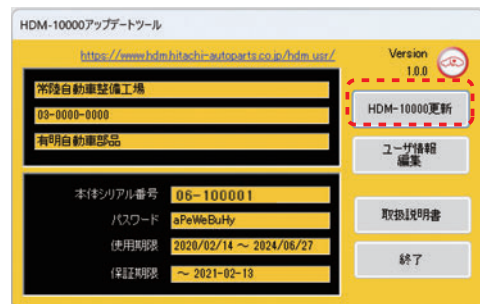 HDM-10000アップデートツール
https://www.hdm.hitachi-autoparts.co.jp/hdm_usr/
Version
1.0.0
常陸自動車整備工場
03-0000-0000
有明自動車部品
HDM-10000更新
ユーザ情報
編集
本体シリアル番号 06-100001
パスワード aPeWeBuHy
使用期限 2020/02/14 ～ 2024/06/27
保証期限 ～ 2021-02-13
取扱説明書
終了